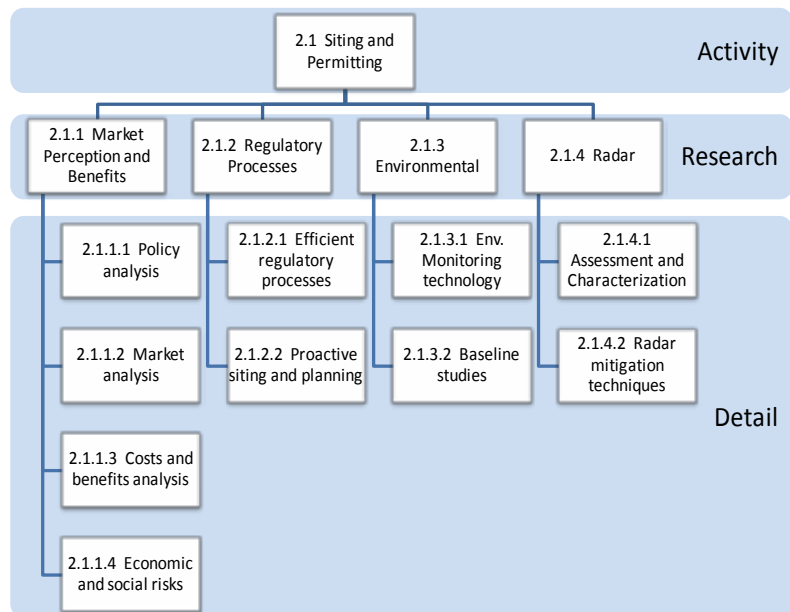 2.1 Siting and
Permitting
Activity
2.1.1 Market
Perception and
Benefits
2.1.2 Regulatory
Processes
2.1.3
Environmental
2.1.4 Radar
Research
2.1.1.1 Policy
analysis
2.1.1.2 Market
analysis
2.1.1.3 Costs and
benefits analysis
2.1.1.4 Economic
and social risks
2.1.2.1 Efficient
regulatory
processes
2.1.2.2 Proactive
siting and planning
2.1.3.1 Env.
Monitoring
technology
2.1.3.2 Baseline
studies
2.1.4.1
Assessment and
Characterization
2.1.4.2 Radar
mitigation
techniques
Detail